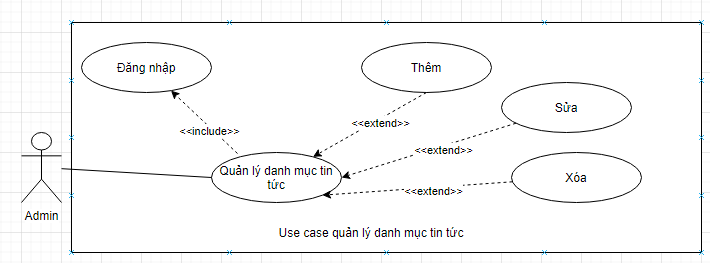 Đăng nhập
Thêm
Sửa
<<include>>
<<extend>>
<<extend>>
Quản lý danh mục tin
tức
Xóa
<<extend>>
Admin
Use case quản lý danh mục tin tức